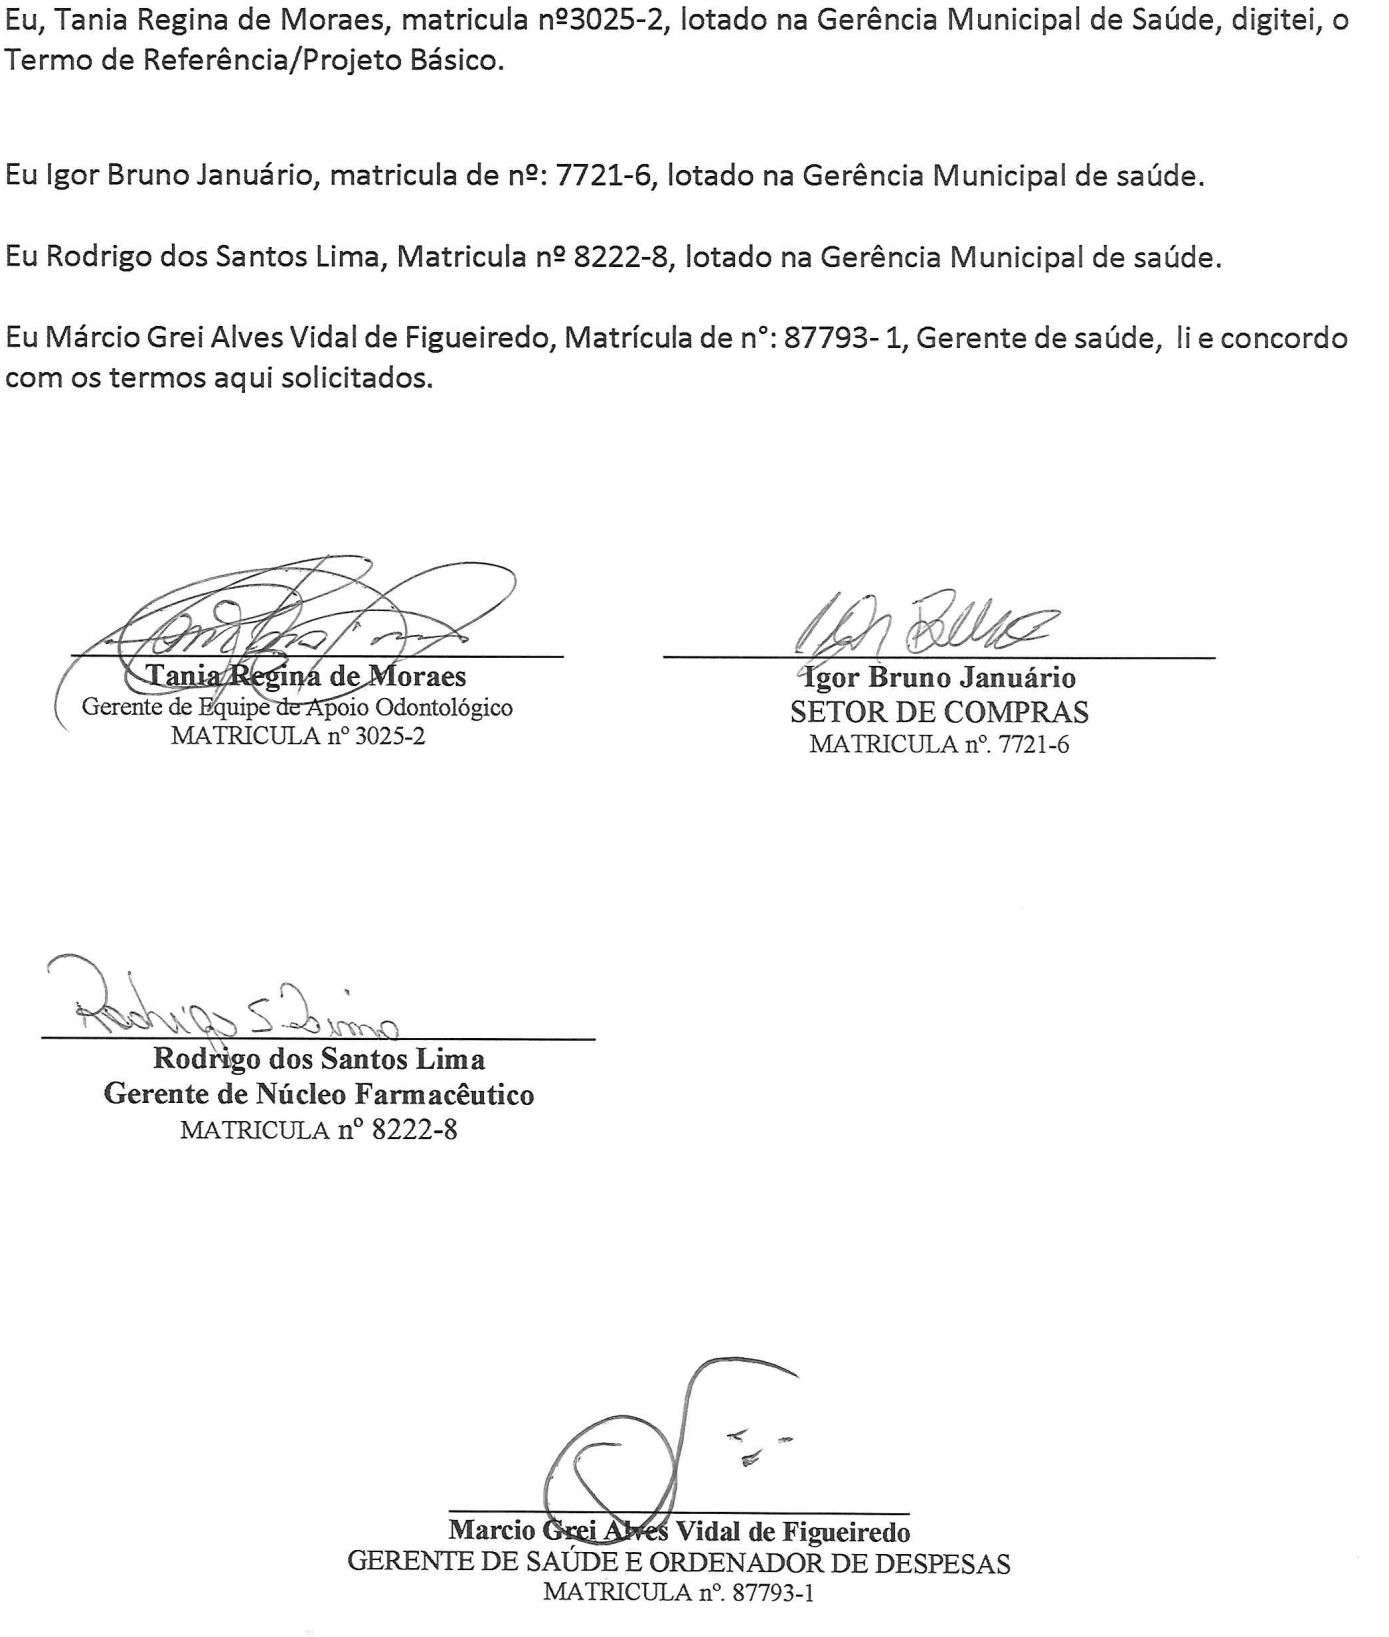 Eu, Tania Regina de Moraes, matricula nº3025-2, lotado na Gerência Municipal de Saúde, digitei, o
Termo de Referência/Projeto Básico.
Eu Igor Bruno Januário, matricula de nº: 7721-6, lotado na Gerência Municipal de saúde.
Eu Rodrigo dos Santos Lima, Matricula nº 8222-8, lotado na Gerência Municipal de saúde.
Eu Márcio Grei Alves Vidal de Figueiredo, Matrícula de n°: 87793- 1, Gerente de saúde, li e concordo
com os termos aqui solicitados.
Tania Regina de Moraes
Gerente de Equipe de Apoio Odontológico
MATRICULA nº 3025-2
Igor Bruno Januário
SETOR DE COMPRAS
MATRICULA nº. 7721-6
Rodrigo S Lima
Rodrigo dos Santos Lima
Gerente de Núcleo Farmacêutico
MATRICULA nº 8222-8
Marcio Grei Alves Vidal de Figueiredo
GERENTE DE SAÚDE E ORDENADOR DE DESPESAS
MATRICULA nº. 87793-1